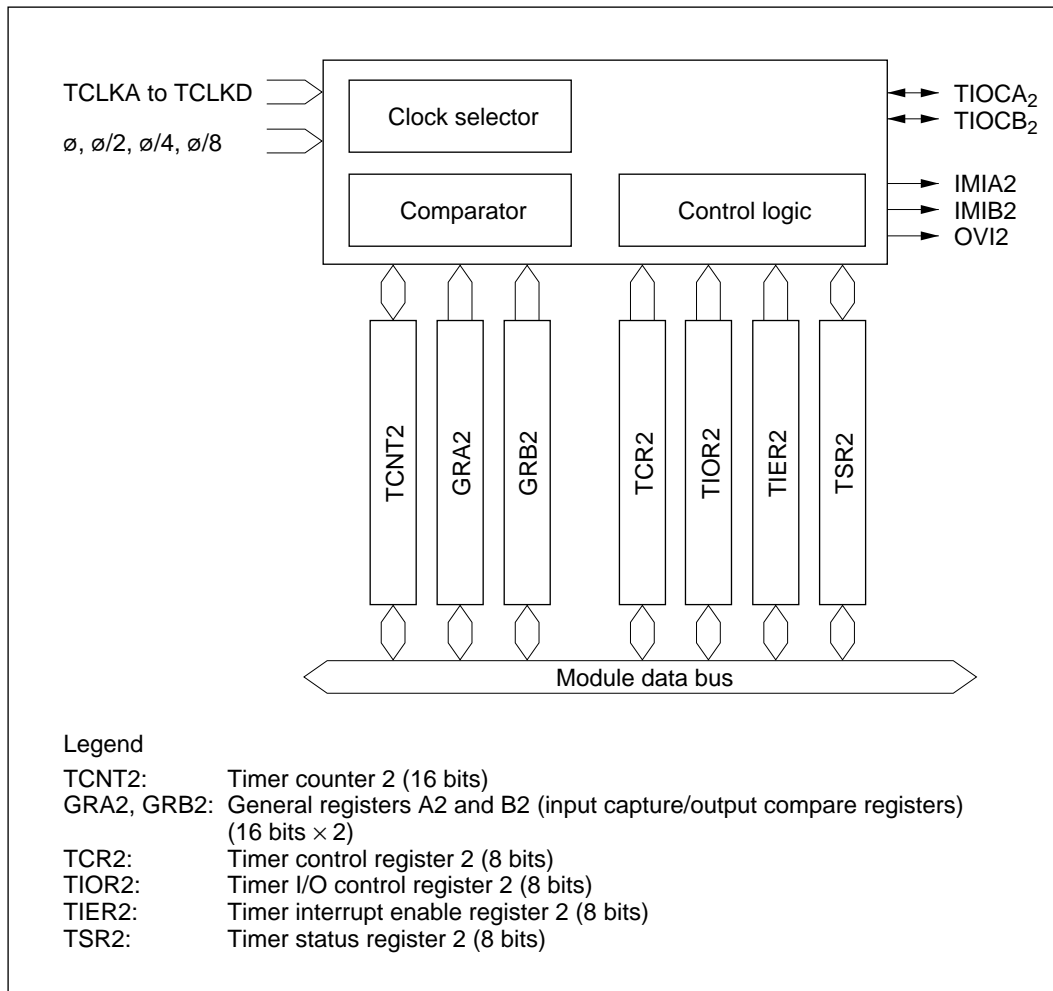 TCLKA to TCLKD
ø, ø/2, ø/4, ø/8
Clock selector
Comparator
Control logic
TIOCA₂
TIOCB₂
IMIA2
IMIB2
OVI2
TCNT2
GRA2
GRB2
TCR2
TIOR2
TIER2
TSR2
Module data bus
Legend
TCNT2: Timer counter 2 (16 bits)
GRA2, GRB2: General registers A2 and B2 (input capture/output compare registers)
(16 bits × 2)
TCR2: Timer control register 2 (8 bits)
TIOR2: Timer I/O control register 2 (8 bits)
TIER2: Timer interrupt enable register 2 (8 bits)
TSR2: Timer status register 2 (8 bits)